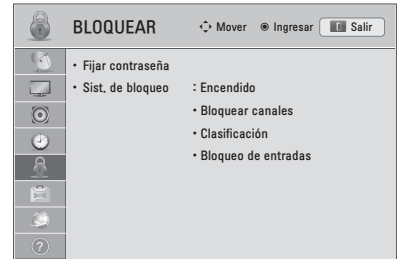 BLOQUEAR Mover Ingresar Salir
• Fijar contraseña
• Sist. de bloqueo : Encendido
• Bloquear canales
• Clasificación
• Bloqueo de entradas
?